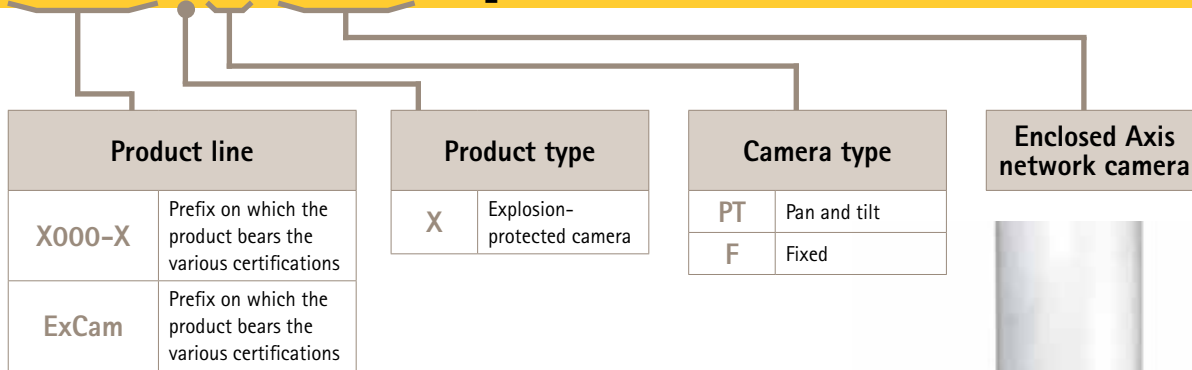 Product line
X000-X
Prefix on which the
product bears the
various certifications
ExCam
Prefix on which the
product bears the
various certifications
Product type
X
Explosion-
protected camera
Camera type
PT
Pan and tilt
F
Fixed
Enclosed Axis
network camera